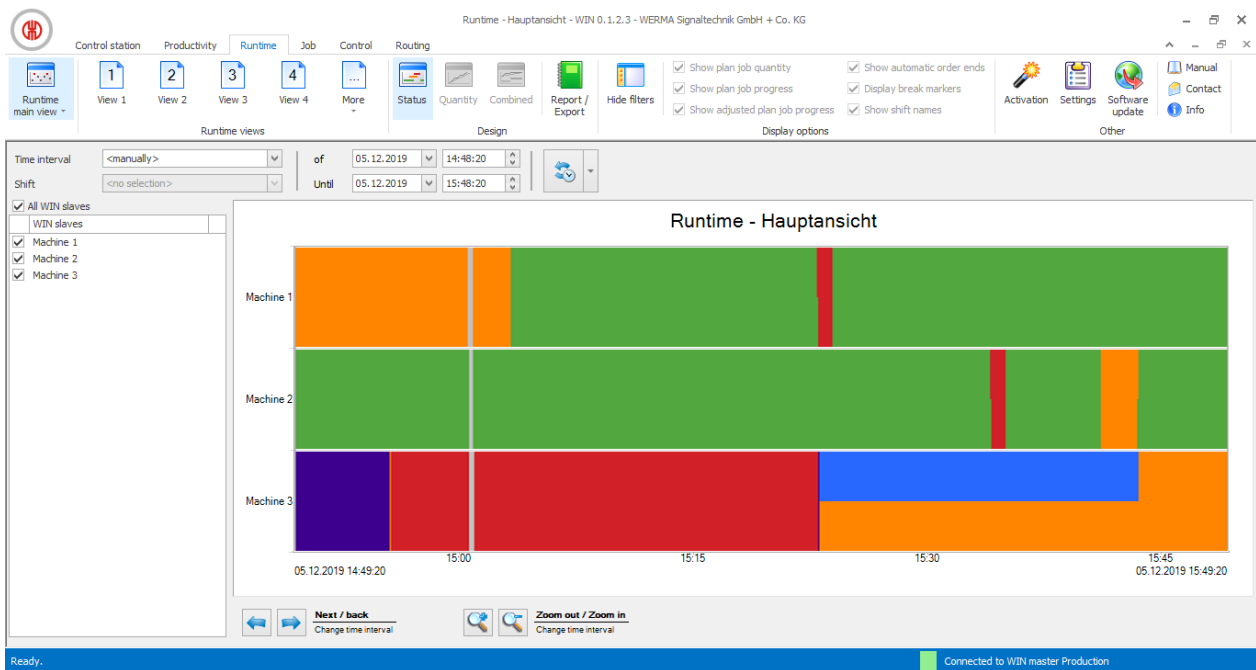 Runtime - Hauptansicht - WIN 0.1.2.3 - WERMA Signaltechnik GmbH + Co. KG
Control station Productivity Runtime Job Control Routing
Runtime main view
1 View 1
2 View 2
3 View 3
4 View 4
... More
Runtime views
Status Quantity Combined
Design
Report / Export
Hide filters
Show plan job quantity
Show plan job progress
Show adjusted plan job progress
Show automatic order ends
Display break markers
Show shift names
Display options
Activation Settings Software update
Manual
Contact
Info
Other
Time interval <manually> of 05.12.2019 14:48:20
Shift <no selection> Until 05.12.2019 15:48:20
All WIN slaves
WIN slaves
Machine 1
Machine 2
Machine 3
Runtime - Hauptansicht
Machine 1
Machine 2
Machine 3
15:00 15:15 15:30 15:45
05.12.2019 14:49:20 05.12.2019 15:49:20
Next / back
Change time interval
Zoom out / Zoom in
Change time interval
Ready. Connected to WIN master Production